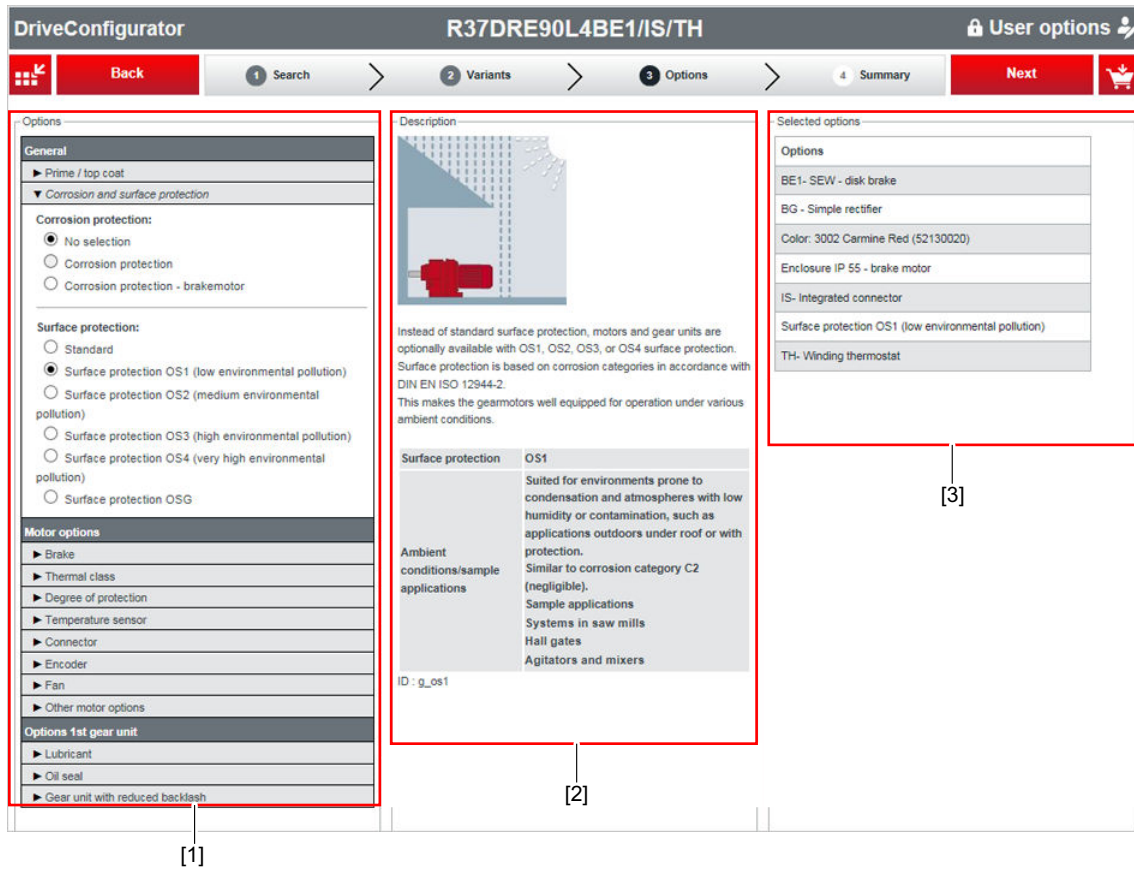 DriveConfigurator
R37DRE90L4BE1/IS/TH
User options
Back
1 Search
2 Variants
3 Options
4 Summary
Next
Options
General
► Prime / top coat
▼ Corrosion and surface protection
Corrosion protection:
No selection
Corrosion protection
Corrosion protection - brakemotor
Surface protection:
Standard
Surface protection OS1 (low environmental pollution)
Surface protection OS2 (medium environmental
pollution)
Surface protection OS3 (high environmental pollution)
Surface protection OS4 (very high environmental
pollution)
Surface protection OSG
Motor options
► Brake
► Thermal class
► Degree of protection
► Temperature sensor
► Connector
► Encoder
► Fan
► Other motor options
Options 1st gear unit
► Lubricant
► Oil seal
► Gear unit with reduced backlash
[1]
Description
Instead of standard surface protection, motors and gear units are
optionally available with OS1, OS2, OS3, or OS4 surface protection.
Surface protection is based on corrosion categories in accordance with
DIN EN ISO 12944-2.
This makes the gearmotors well equipped for operation under various
ambient conditions.
Surface protection OS1
Ambient
conditions/sample
applications
Suited for environments prone to
condensation and atmospheres with low
humidity or contamination, such as
applications outdoors under roof or with
protection.
Similar to corrosion category C2
(negligible).
Sample applications
Systems in saw mills
Hall gates
Agitators and mixers
ID : g_os1
[2]
Selected options
Options
BE1- SEW - disk brake
BG - Simple rectifier
Color: 3002 Carmine Red (52130020)
Enclosure IP 55 - brake motor
IS- Integrated connector
Surface protection OS1 (low environmental pollution)
TH- Winding thermostat
[3]